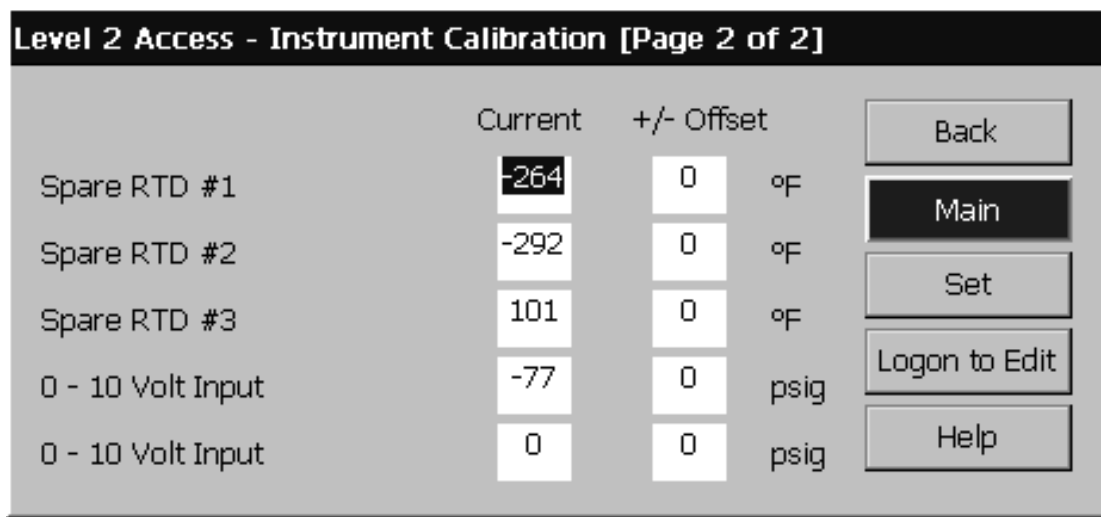 Level 2 Access - Instrument Calibration [Page 2 of 2]
Current +/- Offset
Back
Spare RTD #1 -264 0 ºF
Main
Spare RTD #2 -292 0 ºF
Set
Spare RTD #3 101 0 ºF
Logon to Edit
0 - 10 Volt Input -77 0 psig
Help
0 - 10 Volt Input 0 0 psig